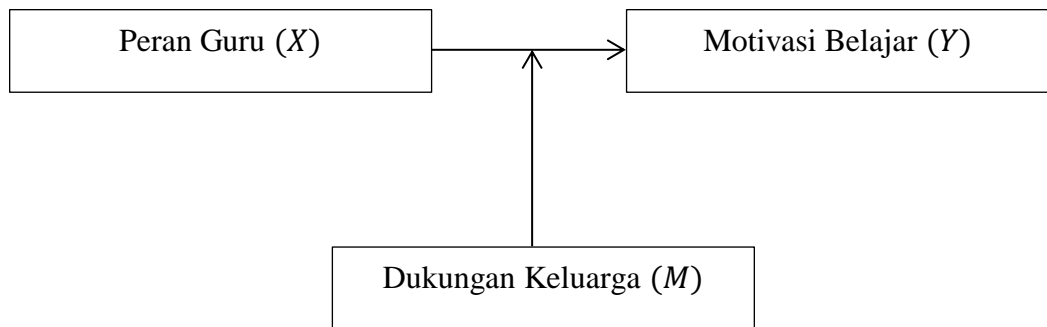 Peran Guru (X)
Motivasi Belajar (Y)
Dukungan Keluarga (M)